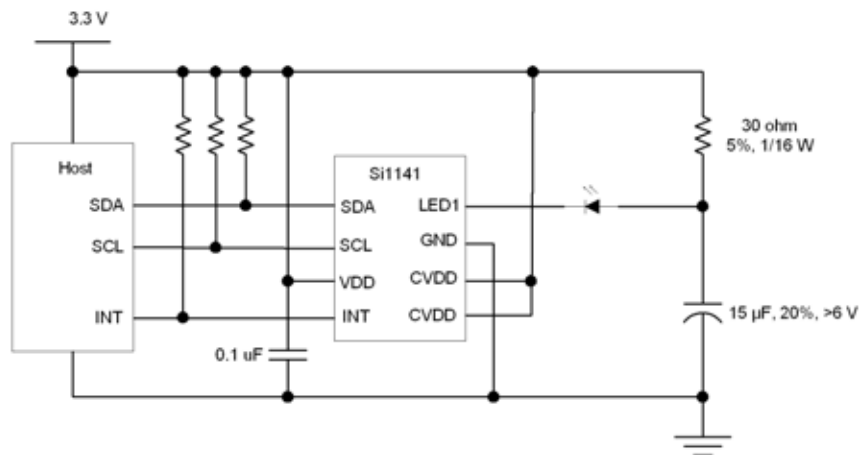 3.3 V
30 ohm
5%, 1/16 W
Host
Si1141
SDA
SDA
LED1
SCL
SCL
GND
VDD
CVDD
INT
INT
CVDD
15 µF, 20%, >6 V
0.1 uF